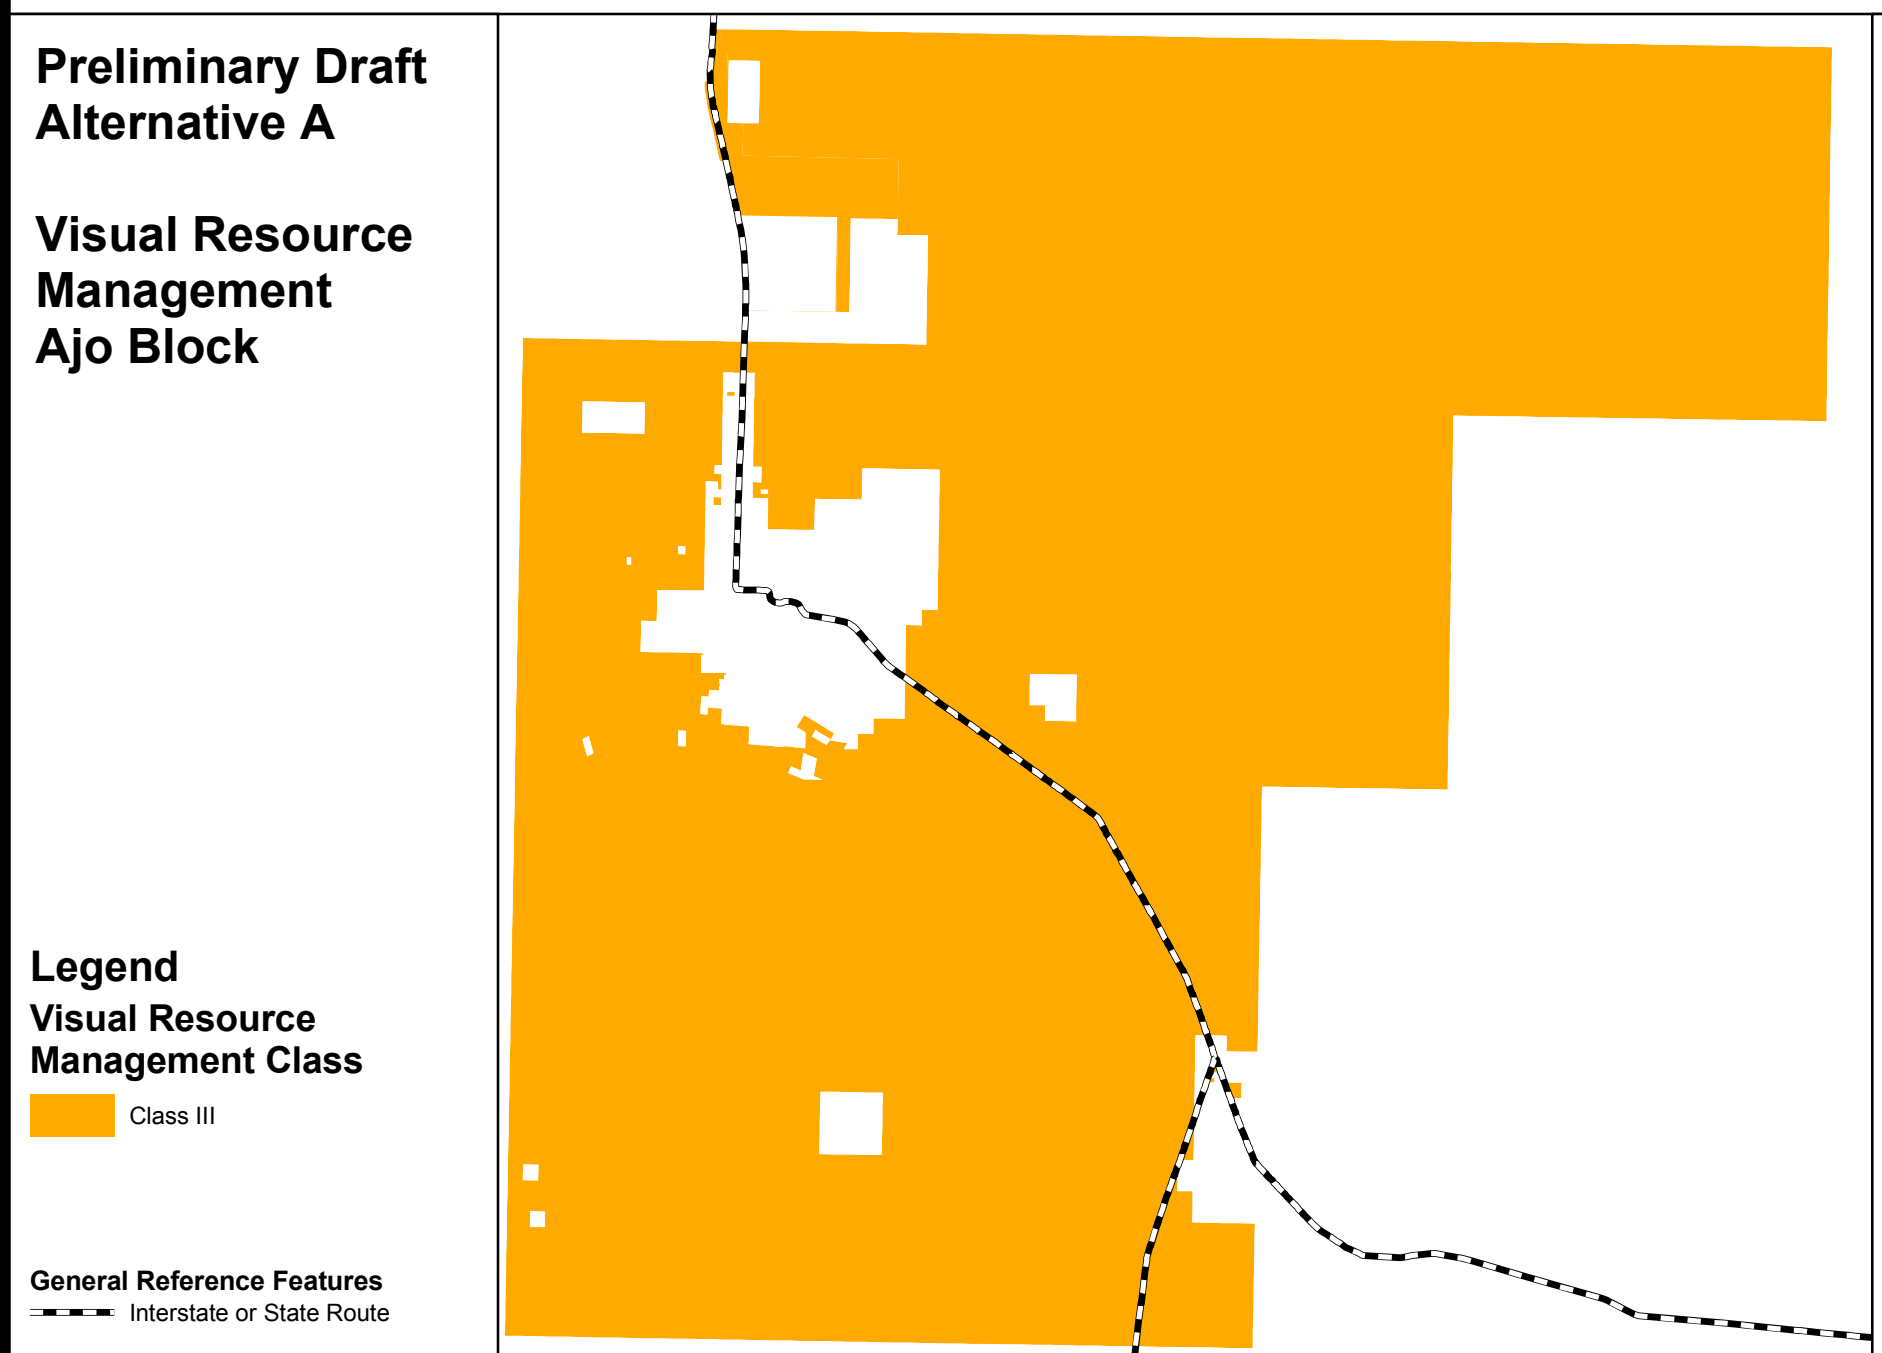 Preliminary Draft
Alternative A
Visual Resource
Management
Ajo Block
Legend
Visual Resource
Management Class
Class III
General Reference Features
Interstate or State Route